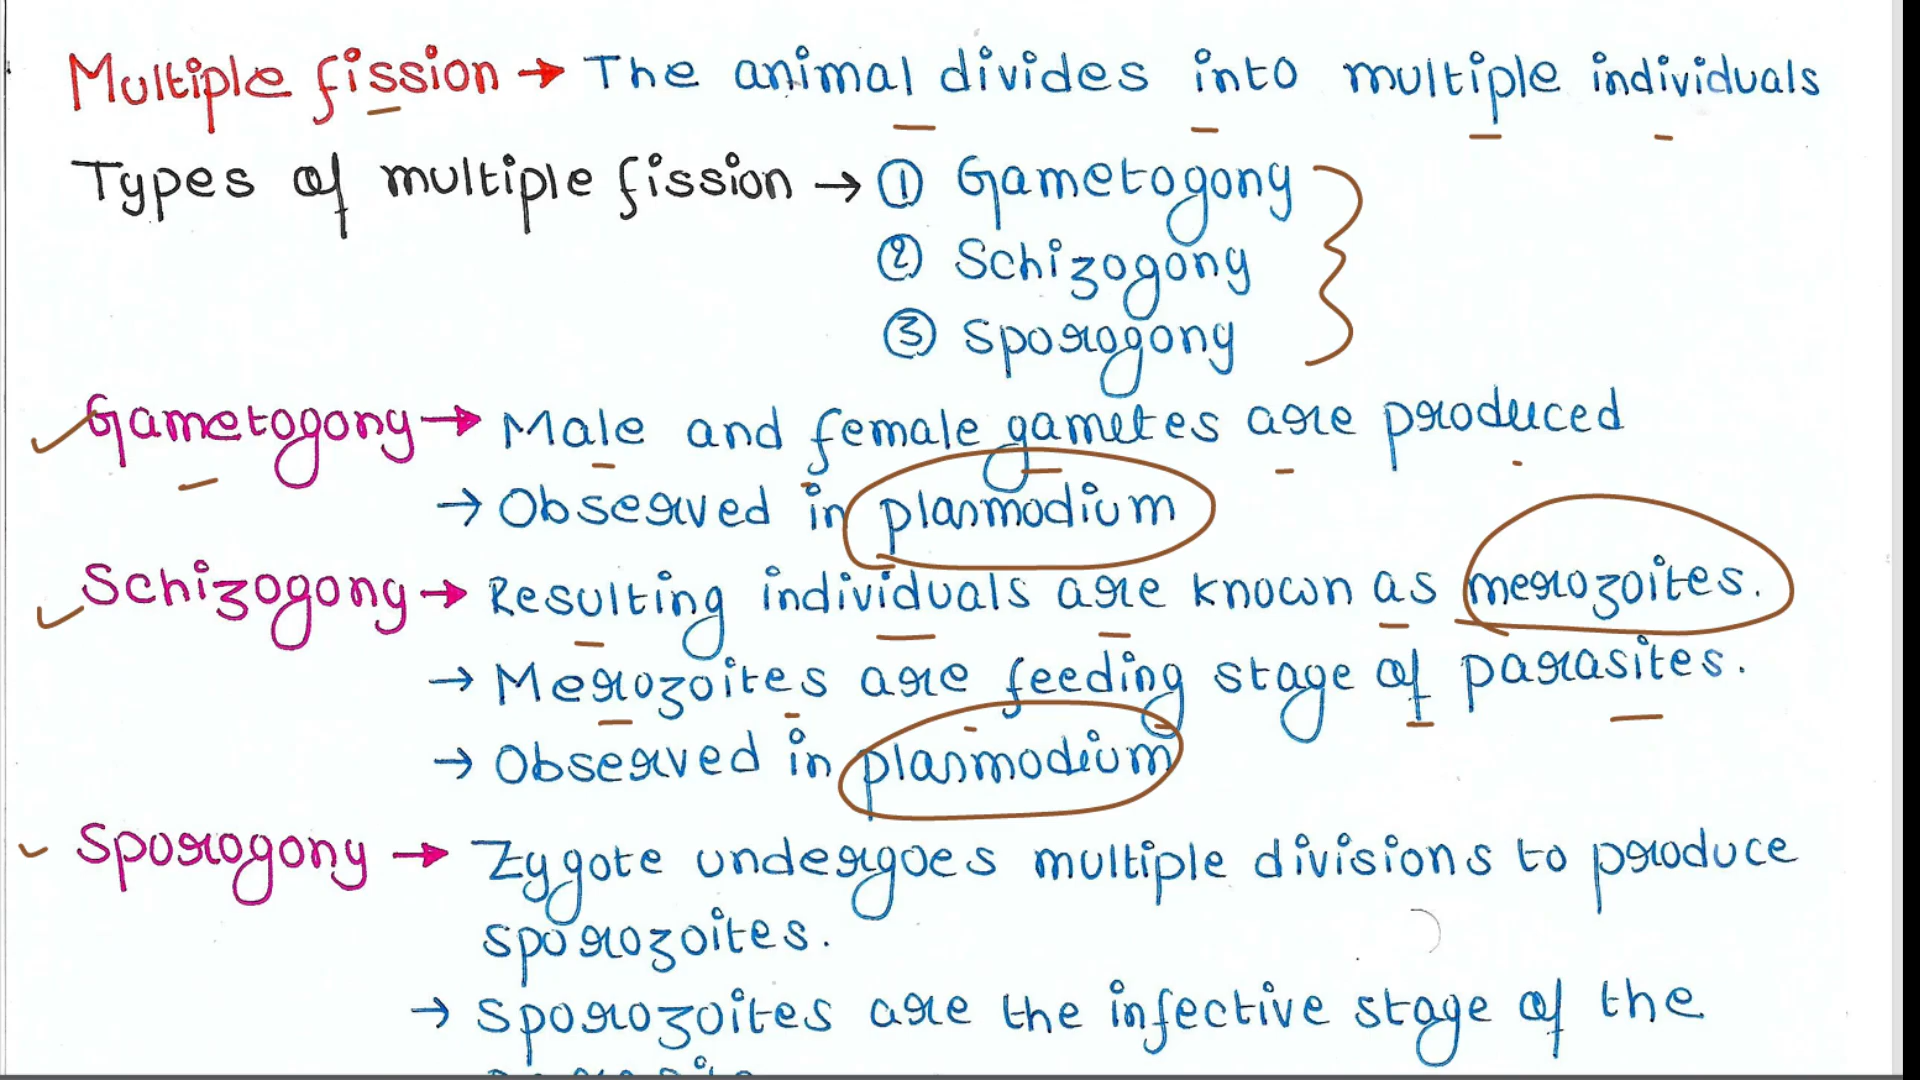 Multiple fission → The animal divides into multiple individuals
Types of multiple fission → ① Gametogony
② Schizogony
③ Sporogony
Gametogony → Male and female gametes are produced
→ Observed in plasmodium
Schizogony → Resulting individuals are known as merozoites.
→ Merozoites are feeding stage of parasites.
→ Observed in plasmodium
Sporogony → Zygote undergoes multiple divisions to produce
sporozoites.
→ Sporozoites are the infective stage of the